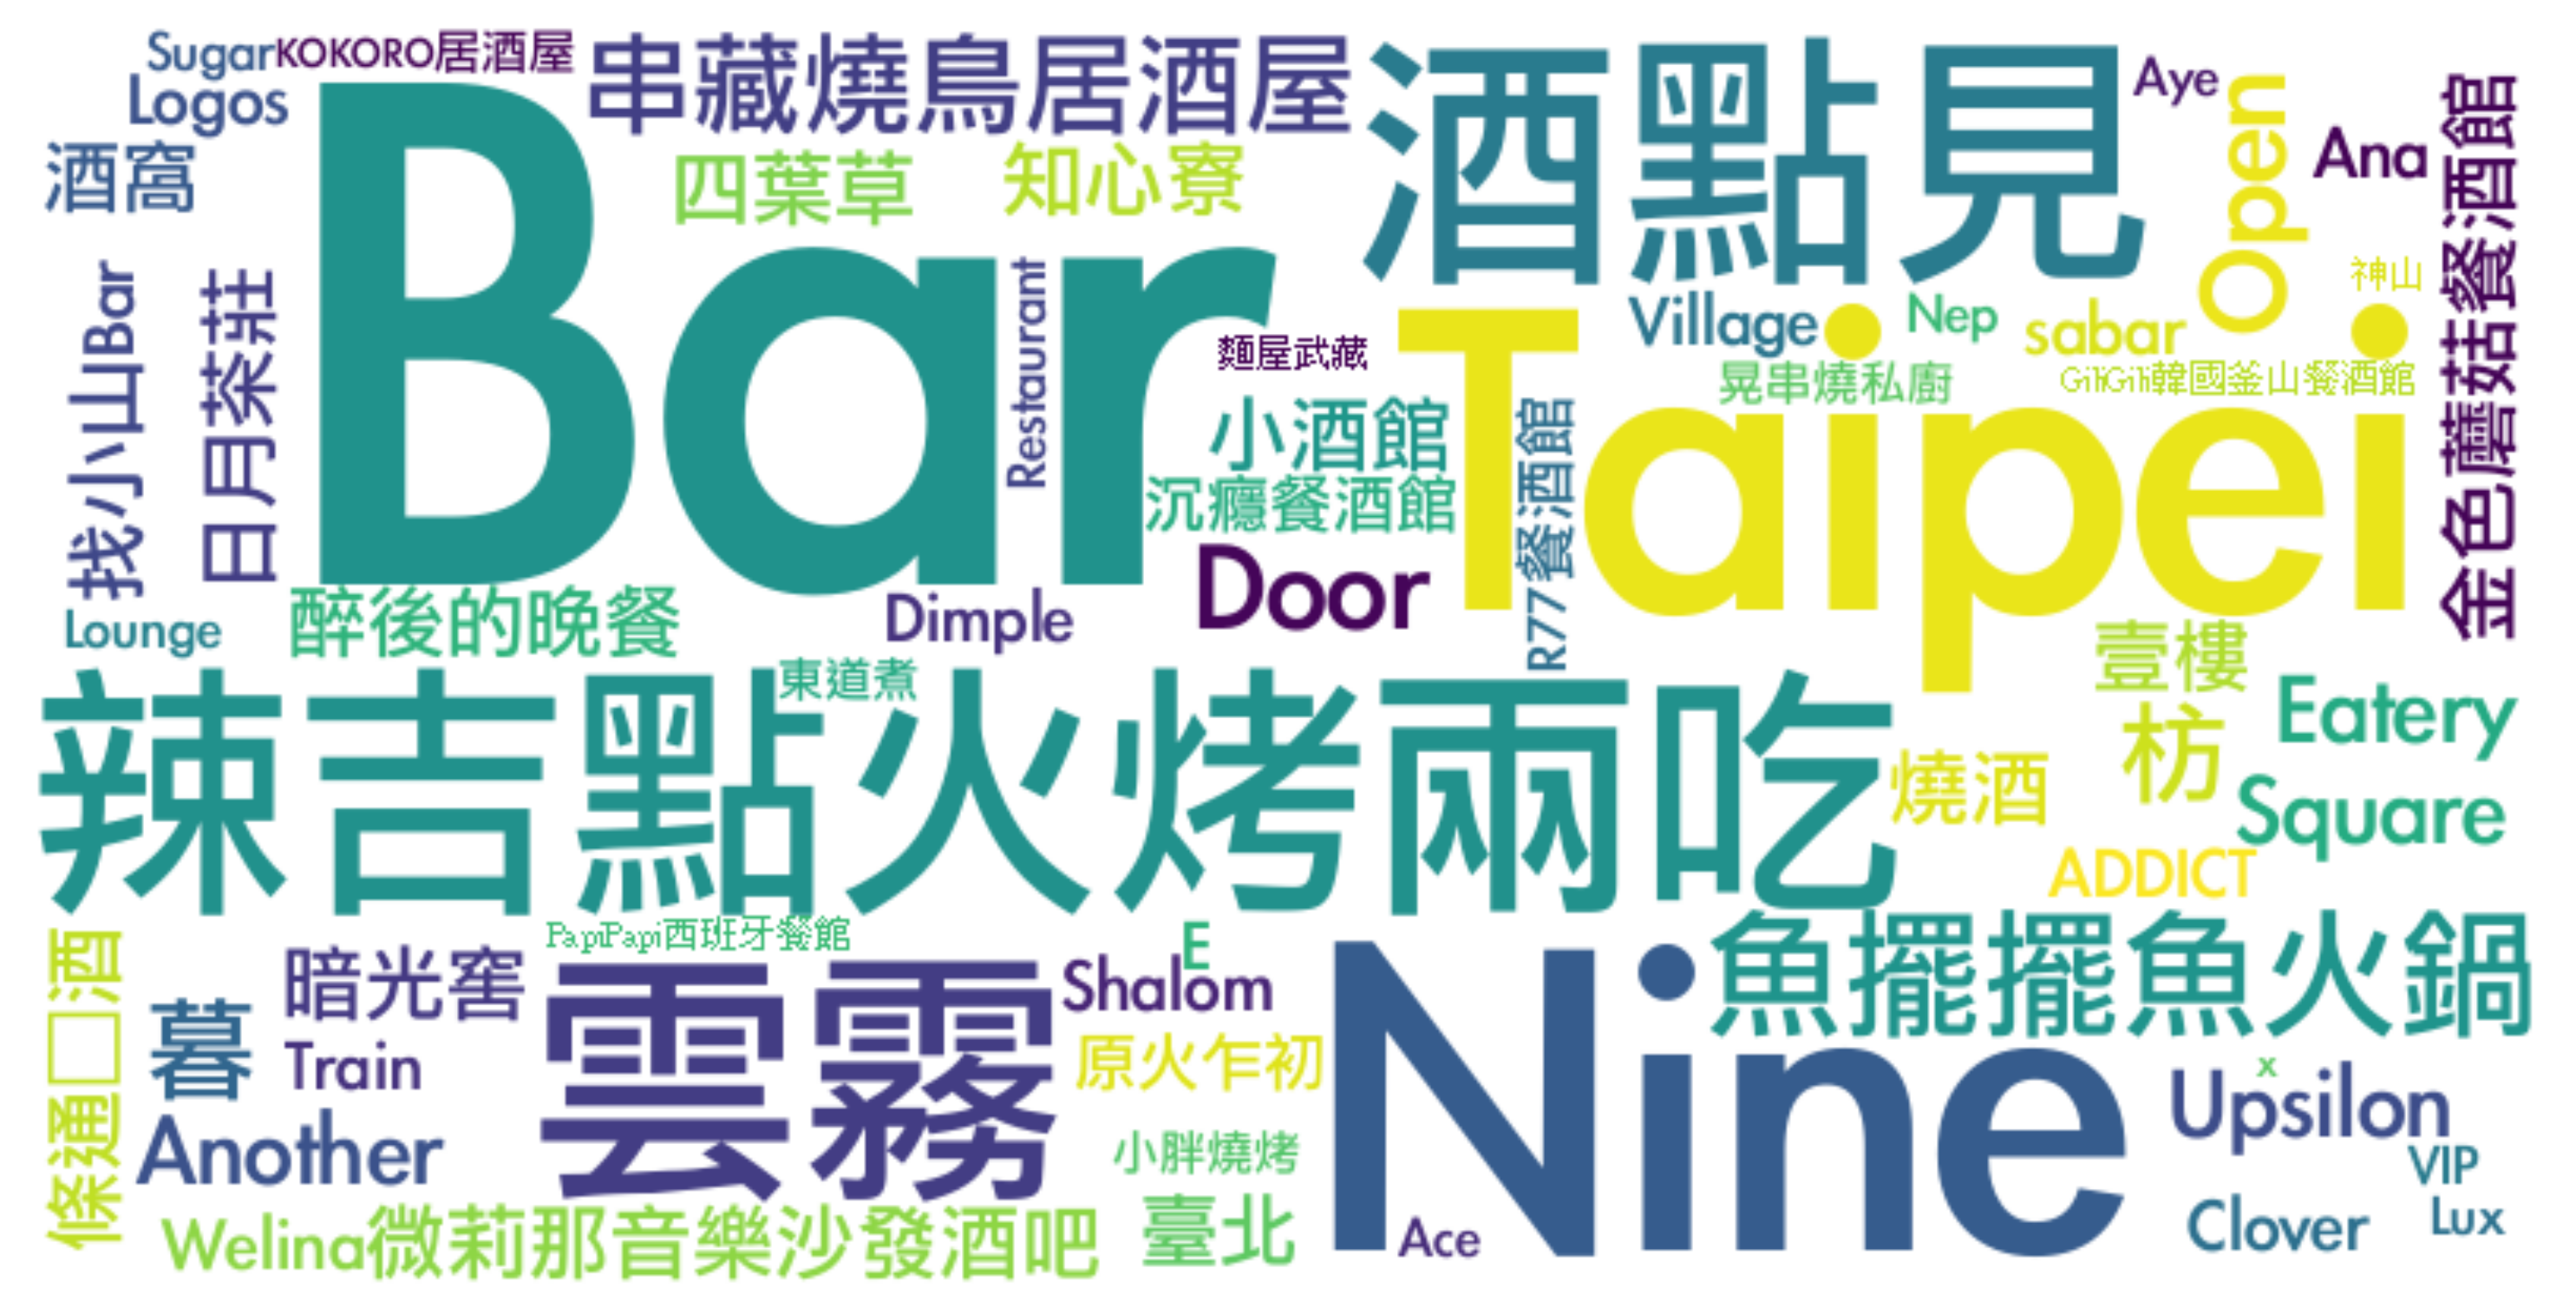 Sugar
KOKORO居酒屋
串藏燒鳥居酒屋
酒點見
Aye
Open
Ana
金色蘑菇餐酒館
Logos
酒窩
四葉草
知心寮
Bar
Restaurant
找小山Bar
日月茶莊
Village
Nep
sabar
神山
麵屋武藏
Taipei
晃串燒私廚
GiliGili韓國釜山餐酒館
小酒館
沉癮餐酒館
R77餐酒館
Door
Lounge
醉後的晚餐
Dimple
東道煮
壹樓
辣吉點火烤兩吃
枋
Eatery
燒酒
Square
ADDICT
PapiPapi西班牙餐館
條通□酒
暗光窖
雲霧
E
Shalom
Nine
魚擺擺魚火鍋
暮
Train
原火乍初
x
Upsilon
Another
小胖燒烤
VIP
Welina微莉那音樂沙發酒吧
臺北
Ace
Clover
Lux